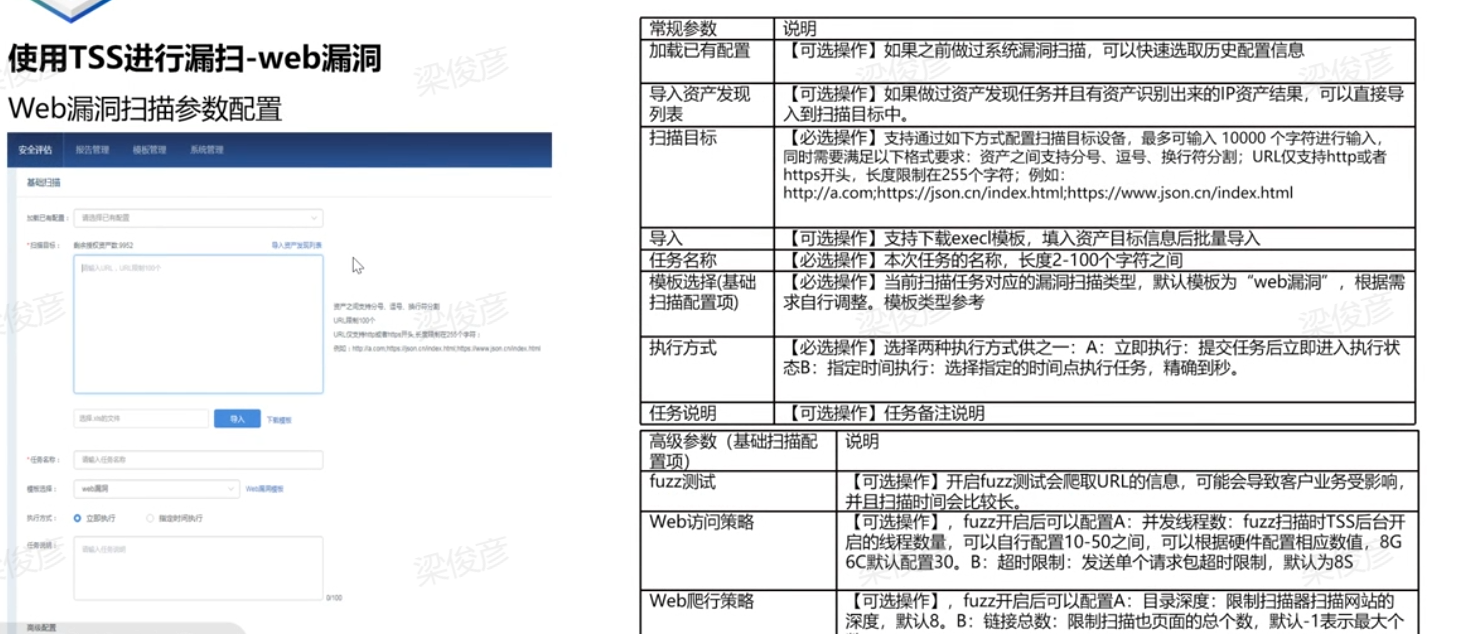 使用TSS进行漏扫-web漏洞
Web漏洞扫描参数配置
安全评估 报告管理 模板管理 系统管理
基础扫描
加载已有配置： 请选择已有配置
*扫描目标： 剩余授权资产数:9952 导入资产发现列表
请输入URL，URL限制100个
资产之间支持分号、逗号、换行符分割
URL限制100个
URL仅支持http或者https开头,长度限制在255个字符；
例如：http://a.com;https://json.cn/index.html;https://www.json.cn/index.html
选择.xls的文件 导入 下载模板
*任务名称： 请输入任务名称
模板选择： web漏洞 Web漏洞模板
执行方式： 立即执行 指定时间执行
任务说明： 请输入任务说明
0/100
高级配置
常规参数 说明
加载已有配置 【可选操作】如果之前做过系统漏洞扫描，可以快速选取历史配置信息
导入资产发现 【可选操作】如果做过资产发现任务并且有资产识别出来的IP资产结果，可以直接导
列表 入到扫描目标中。
扫描目标 【必选操作】支持通过如下方式配置扫描目标设备，最多可输入 10000 个字符进行输入，
同时需要满足以下格式要求：资产之间支持分号、逗号、换行符分割；URL仅支持http或者
https开头，长度限制在255个字符；例如：
http://a.com;https://json.cn/index.html;https://www.json.cn/index.html
导入 【可选操作】支持下载execl模板，填入资产目标信息后批量导入
任务名称 【必选操作】本次任务的名称，长度2-100个字符之间
模板选择(基础 【必选操作】当前扫描任务对应的漏洞扫描类型，默认模板为“web漏洞”，根据需
扫描配置项) 求自行调整。模板类型参考
执行方式 【必选操作】选择两种执行方式供之一：A：立即执行：提交任务后立即进入执行状
态B：指定时间执行：选择指定的时间点执行任务，精确到秒。
任务说明 【可选操作】任务备注说明
高级参数（基础扫描配 说明
置项）
fuzz测试 【可选操作】开启fuzz测试会爬取URL的信息，可能会导致客户业务受影响，
并且扫描时间会比较长。
Web访问策略 【可选操作】，fuzz开启后可以配置A：并发线程数：fuzz扫描时TSS后台开
启的线程数量，可以自行配置10-50之间，可以根据硬件配置相应数值，8G
6C默认配置30。B：超时限制：发送单个请求包超时限制，默认为8S
Web爬行策略 【可选操作】，fuzz开启后可以配置A：目录深度：限制扫描器扫描网站的
深度，默认8。B：链接总数：限制扫描也页面的总个数，默认-1表示最大个
梁俊彦
梁俊彦
梁俊彦
梁俊彦
梁俊彦
梁俊彦
梁俊彦
梁俊彦